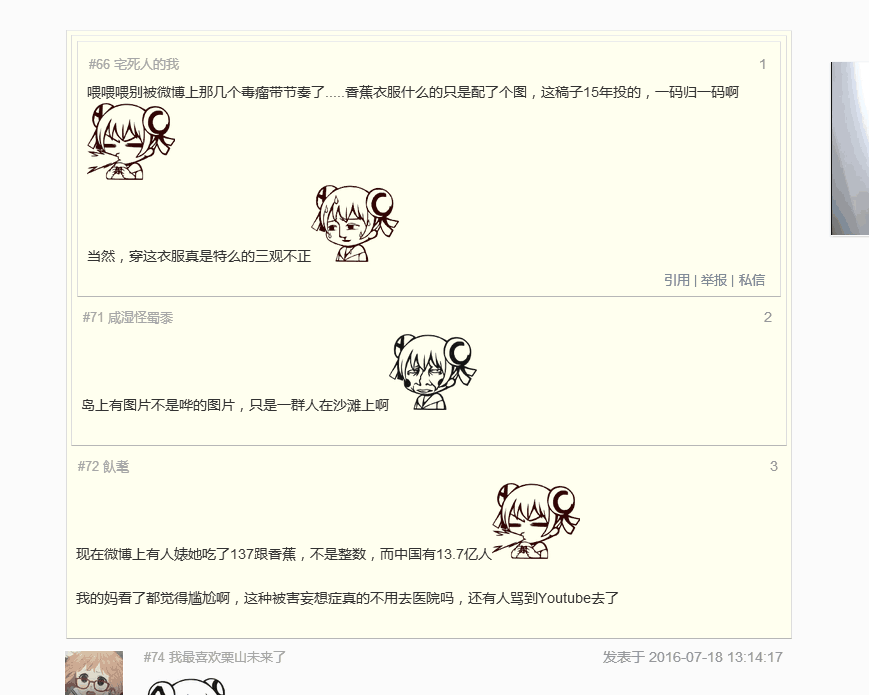 #66 宅死人的我
1
喂喂喂别被微博上那几个毒瘤带节奏了.....香蕉衣服什么的只是配了个图，这稿子15年投的，一码归一码啊
当然，穿这衣服真是特么的三观不正
引用 | 举报 | 私信
#71 咸湿怪蜀黍
2
岛上有图片不是哗的图片，只是一群人在沙滩上啊
#72 飤耄
3
现在微博上有人婊她吃了137跟香蕉，不是整数，而中国有13.7亿人
我的妈看了都觉得尴尬啊，这种被害妄想症真的不用去医院吗，还有人骂到Youtube去了
#74 我最喜欢栗山未来了
发表于 2016-07-18 13:14:17